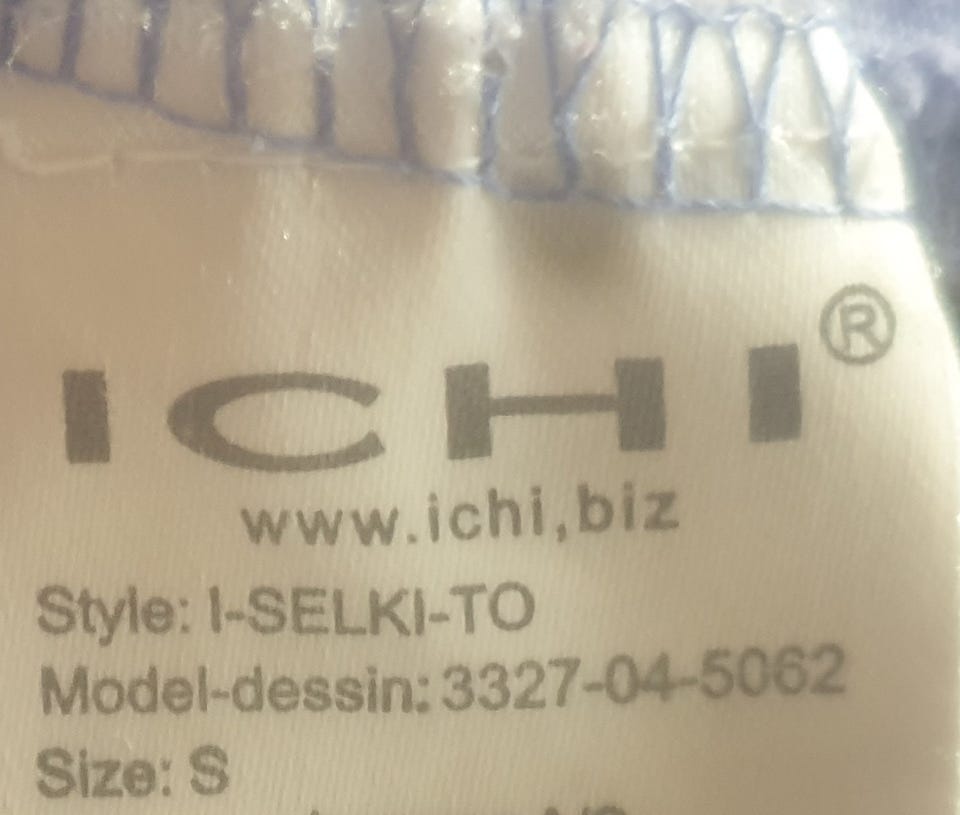 ICHI®
www.ichi,biz
Style: I-SELKI-TO
Model-dessin: 3327-04-5062
Size: S